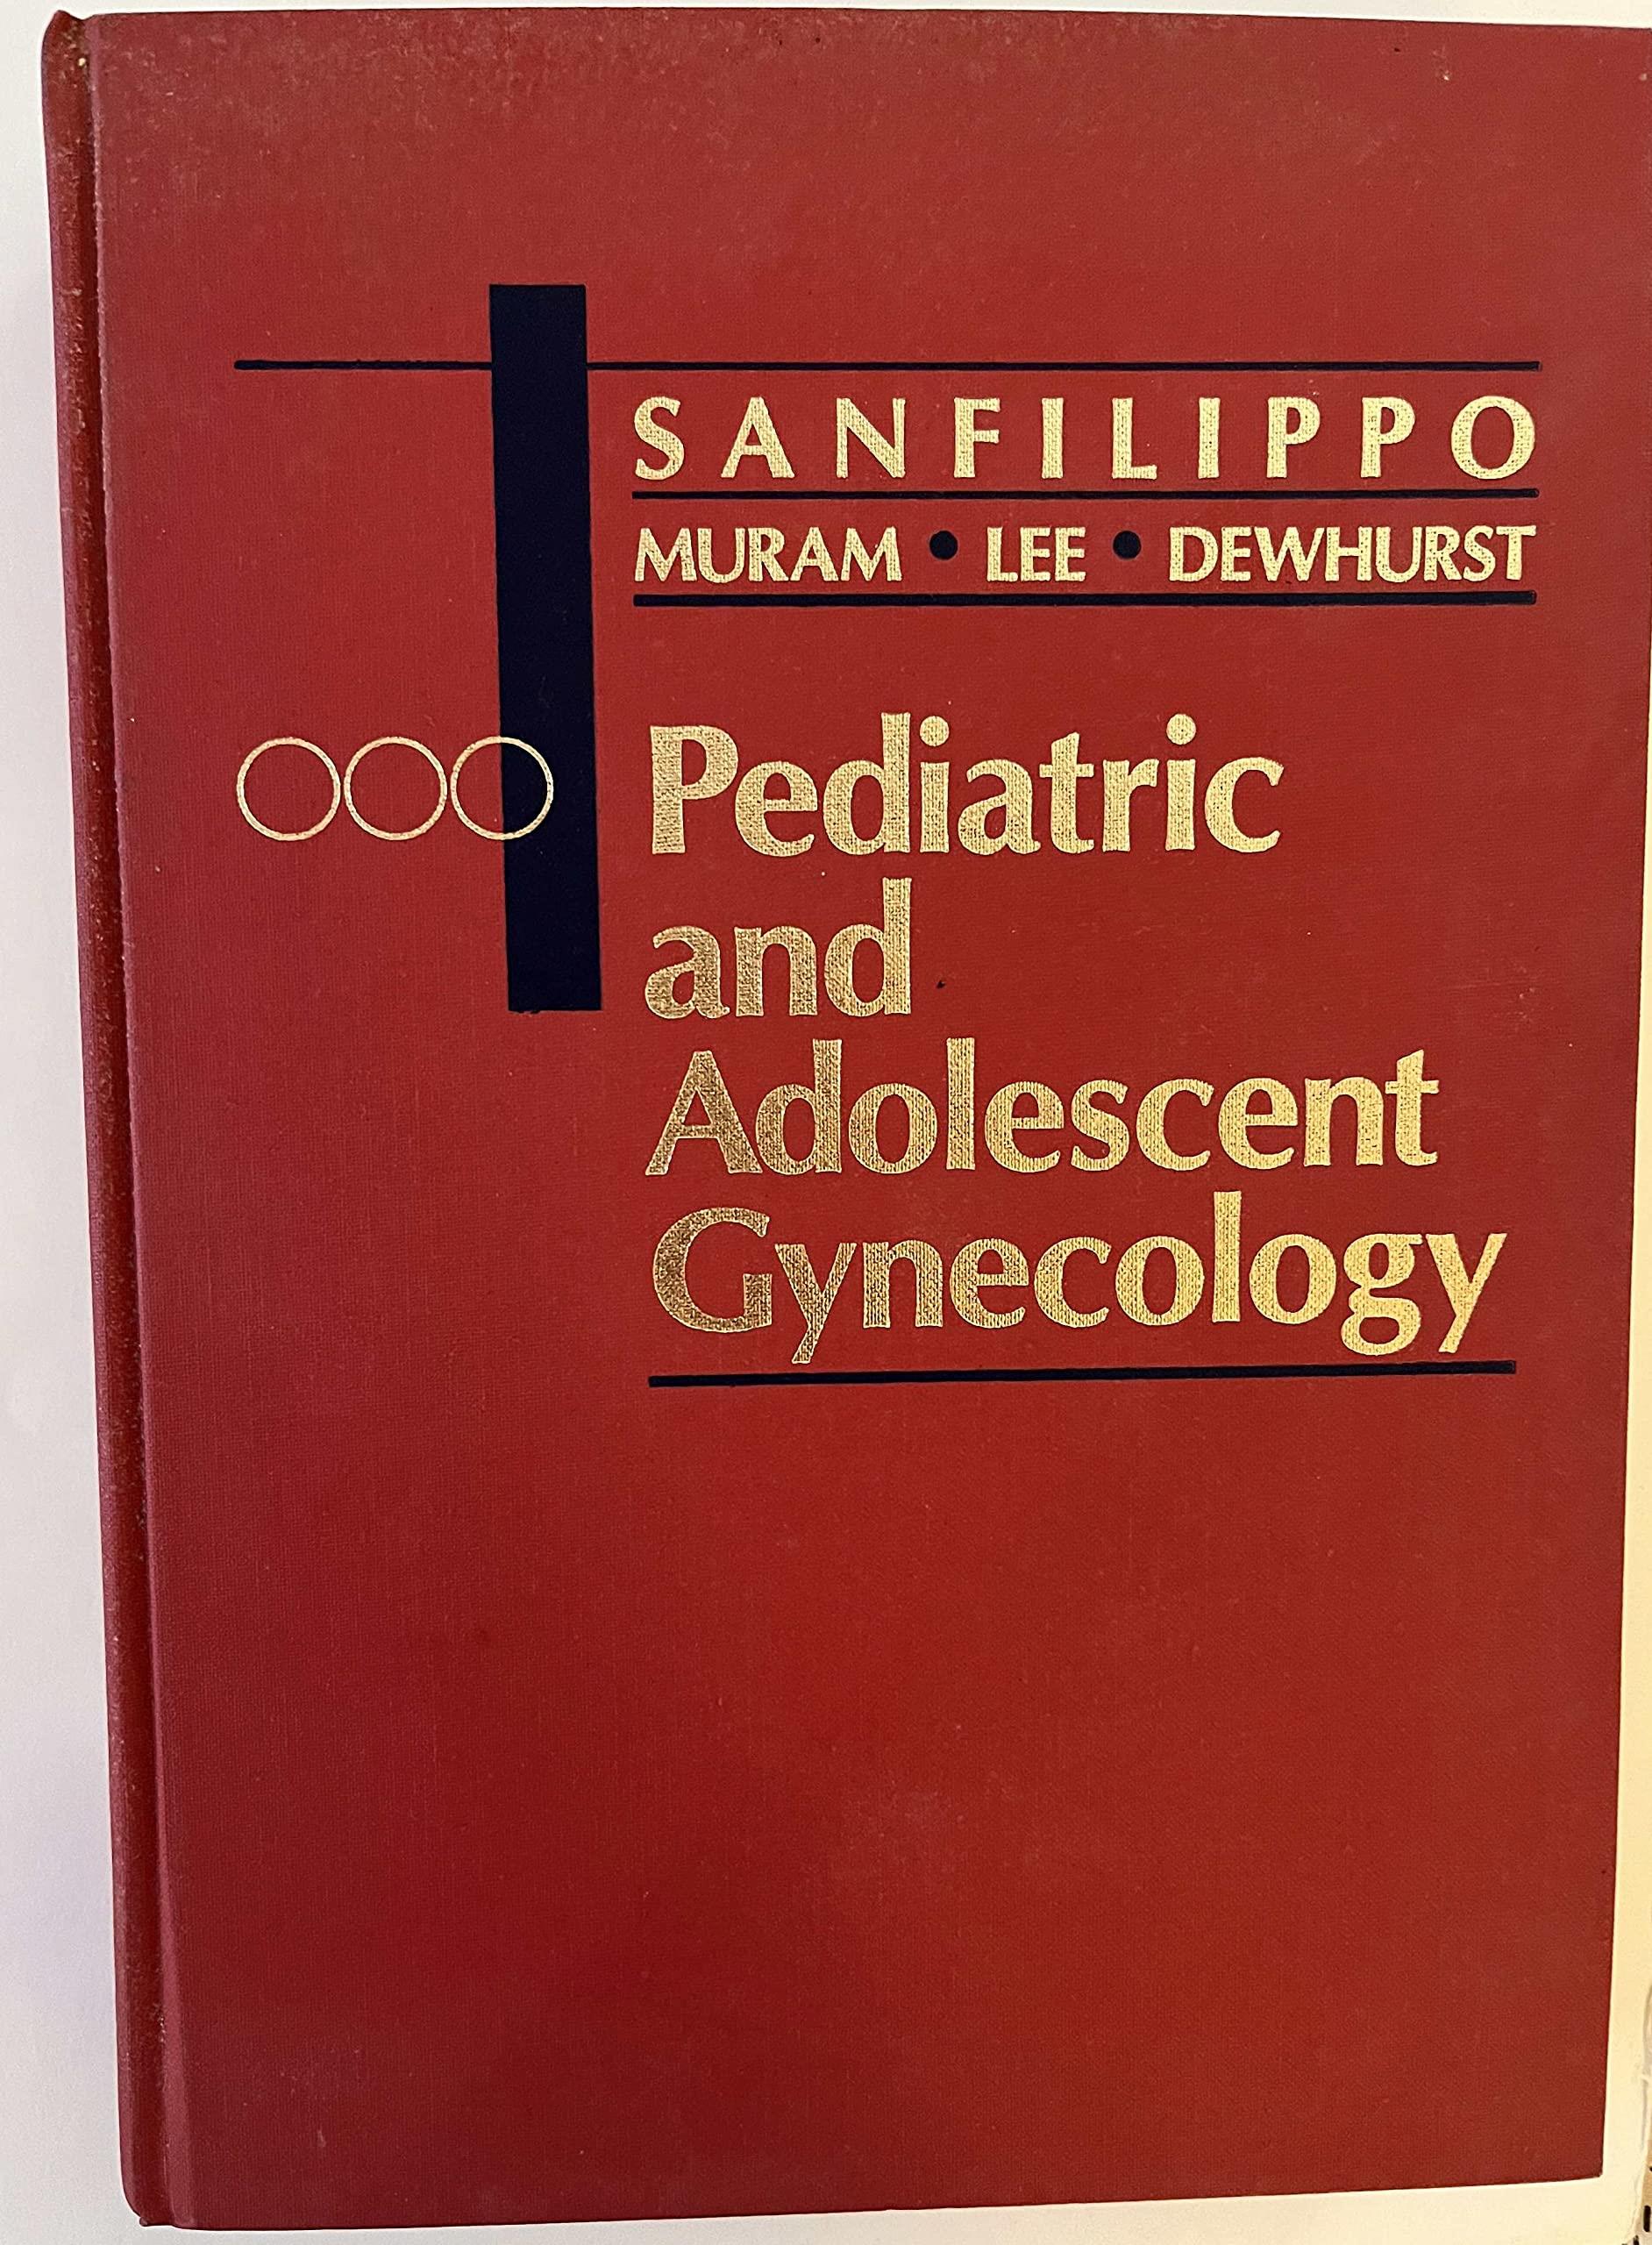 SANFILIPPO
MURAM • LEE • DEWHURST
Pediatric
and
Adolescent
Gynecology